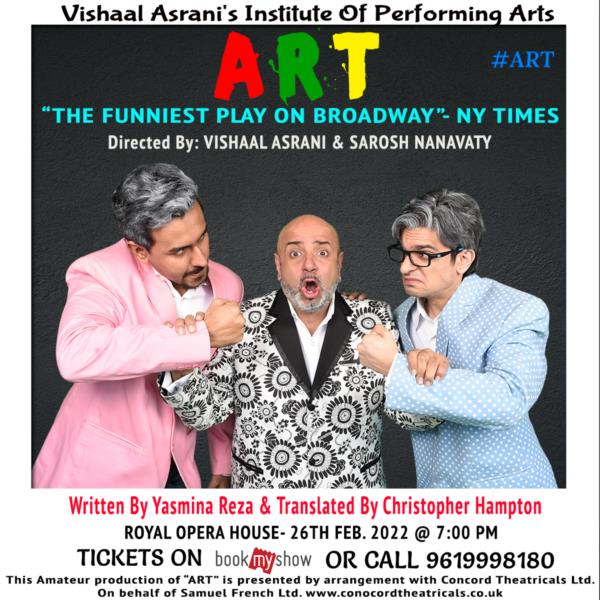 Vishaal Asrani's Institute Of Performing Arts
ART
#ART
“THE FUNNIEST PLAY ON BROADWAY”- NY TIMES
Directed By: VISHAAL ASRANI & SAROSH NANAVATY
Written By Yasmina Reza & Translated By Christopher Hampton
ROYAL OPERA HOUSE- 26TH FEB. 2022 @ 7:00 PM
TICKETS ON bookmyshow OR CALL 9619998180
This Amateur production of “ART” is presented by arrangement with Concord Theatricals Ltd.
On behalf of Samuel French Ltd. www.conocordtheatricals.co.uk